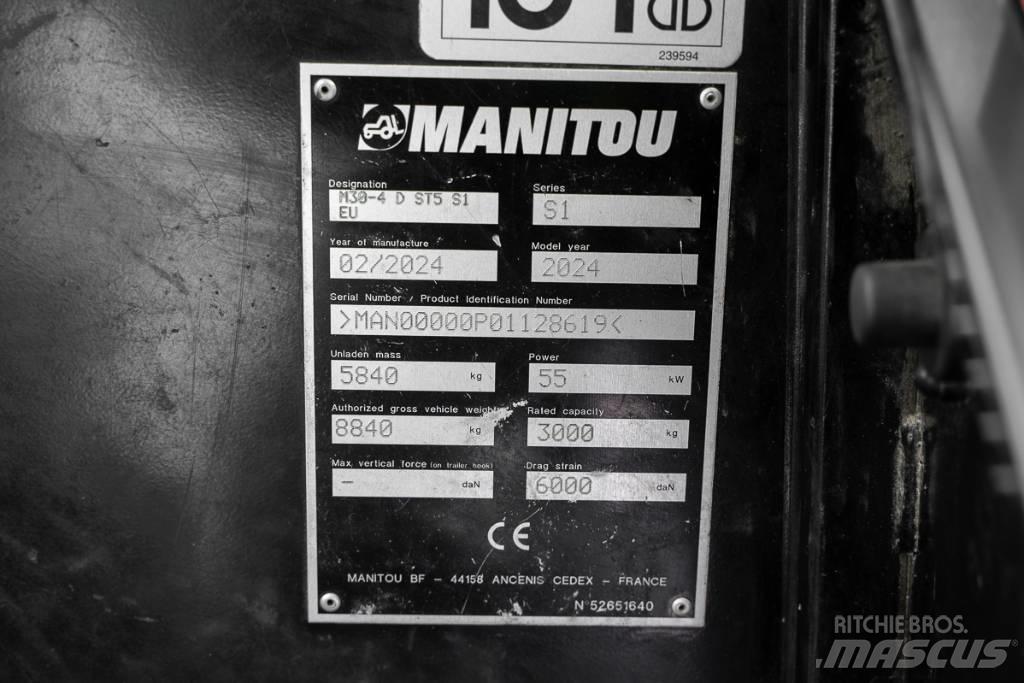 239594
MANITOU
Designation
M30-4 D ST5 S1
EU
Series
S1
Year of manufacture
02/2024
Model year
2024
Serial Number / Product Identification Number
>MAN00000P01128619<
Unladen mass
5840 kg
Power
55 kW
Authorized gross vehicle weight
8840 kg
Rated capacity
3000 kg
Max. vertical force (on trailer hook)
- daN
Drag strain
6000 daN
CE
MANITOU BF - 44158 ANCENIS CEDEX - FRANCE
N 52651640
RITCHIE BROS.
MASCUS